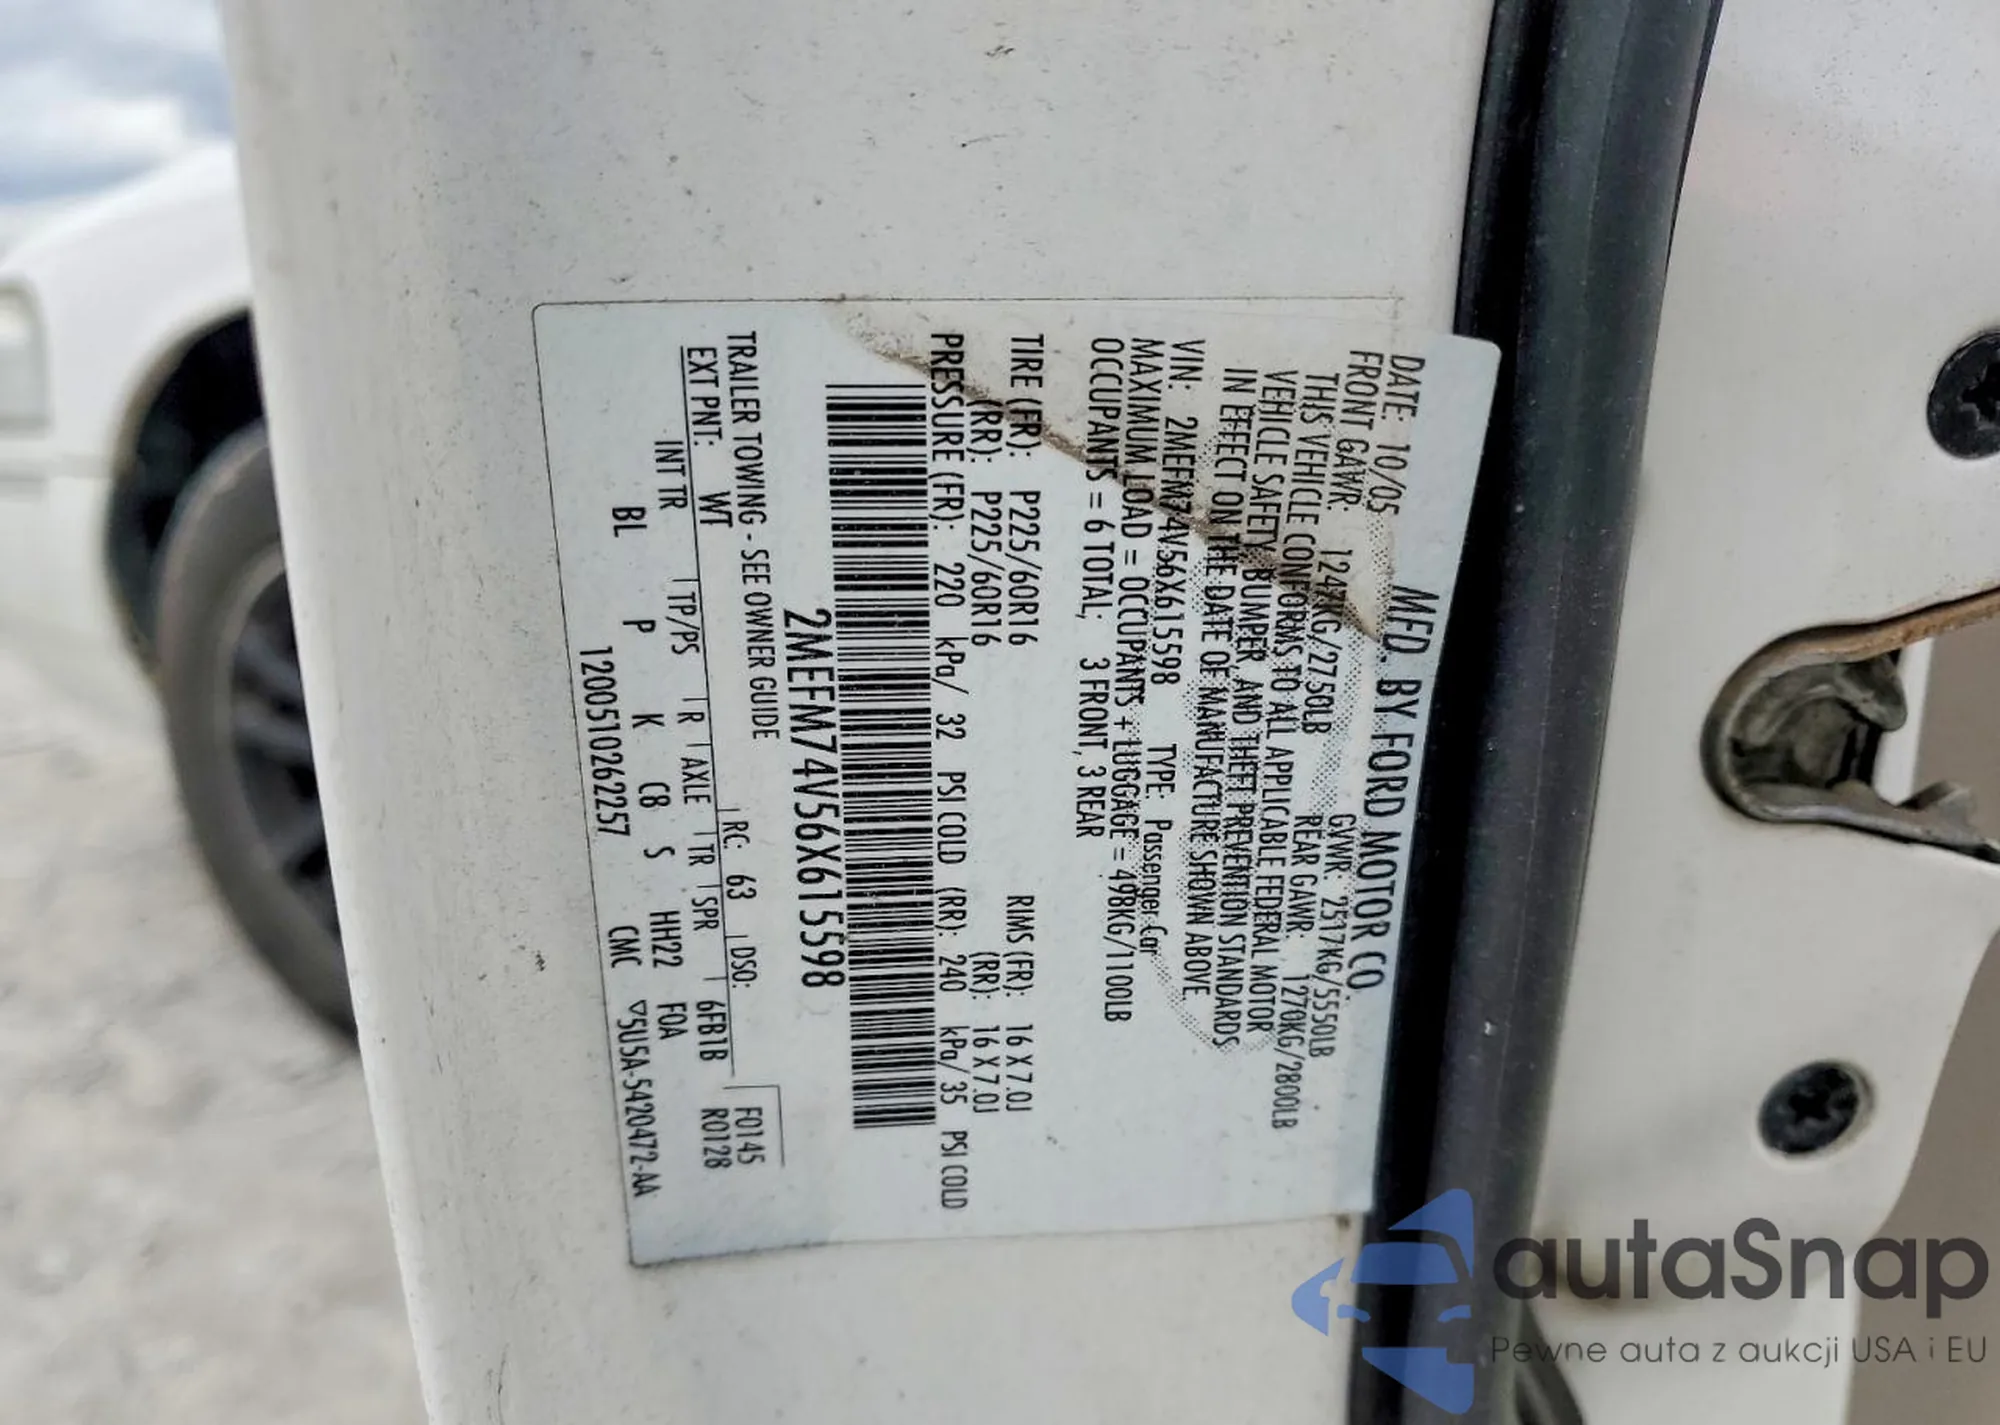 MFD. BY FORD MOTOR CO.
DATE: 10/05 GVWR: 2517KG/5550LB
FRONT GAWR: 1247KG/2750LB REAR GAWR: 1270KG/2800LB
THIS VEHICLE CONFORMS TO ALL APPLICABLE FEDERAL MOTOR
VEHICLE SAFETY, BUMPER, AND THEFT PREVENTION STANDARDS
IN EFFECT ON THE DATE OF MANUFACTURE SHOWN ABOVE.
VIN: 2MEFM74V56X615598 TYPE: Passenger Car
MAXIMUM LOAD = OCCUPANTS + LUGGAGE = 498KG/1100LB
OCCUPANTS = 6 TOTAL; 3 FRONT, 3 REAR
TIRE (FR): P225/60R16 RIMS (FR): 16 X 7.0J
(RR): P225/60R16 (RR): 16 X 7.0J
PRESSURE (FR): 220 kPa/ 32 PSI COLD (RR): 240 kPa/ 35 PSI COLD
2MEFM74V56X615598
TRAILER TOWING - SEE OWNER GUIDE
F0145
R0128
EXT PNT: WT RC: 63 DSO:
INT TR TP/PS R AXLE TR SPR 6FB1B
BL P K C8 S HH22 F0A
1200510262257 CMC ▽5U5A-5420472-AA
autaSnap
Pewne auta z aukcji USA i EU